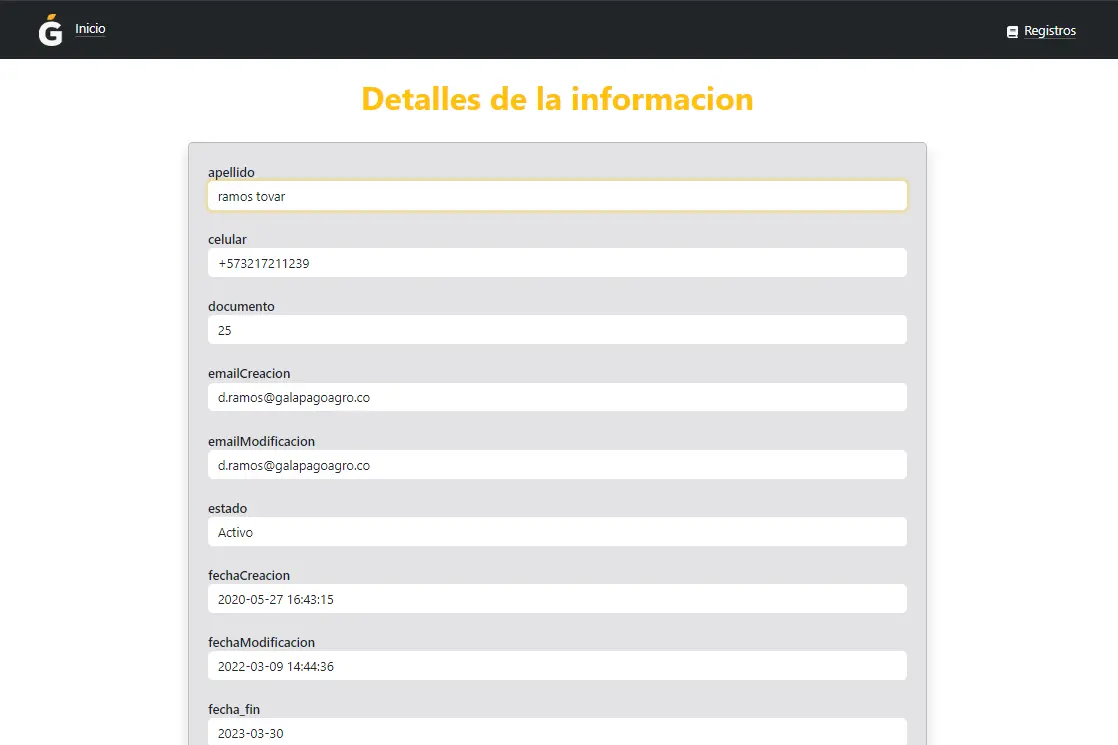 G Inicio
Registros
Detalles de la informacion
apellido
ramos tovar
celular
+573217211239
documento
25
emailCreacion
d.ramos@galapagoagro.co
emailModificacion
d.ramos@galapagoagro.co
estado
Activo
fechaCreacion
2020-05-27 16:43:15
fechaModificacion
2022-03-09 14:44:36
fecha_fin
2023-03-30